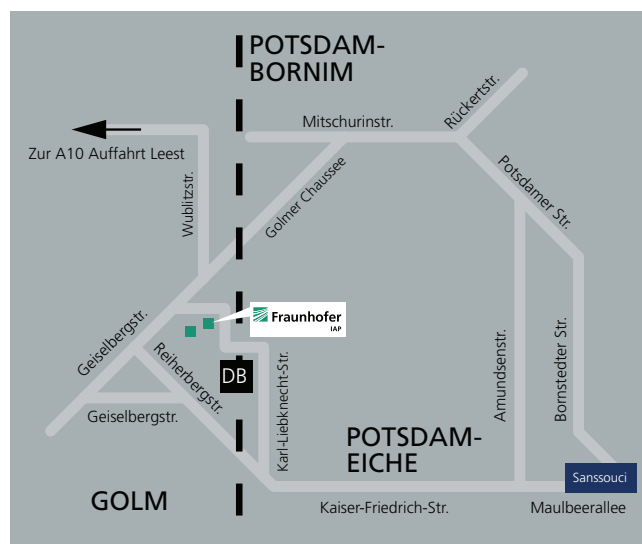 POTSDAM-
BORNIM
Rückertstr.
Mitschurinstr.
Zur A10 Auffahrt Leest
Wublitzstr.
Golmer Chaussee
Potsdamer Str.
Geiselbergstr.
Fraunhofer
IAP
Reiherbergstr.
DB
Karl-Liebknecht-Str.
Amundsenstr.
Bornstedter Str.
Geiselbergstr.
POTSDAM-
EICHE
Sanssouci
GOLM
Kaiser-Friedrich-Str.
Maulbeerallee